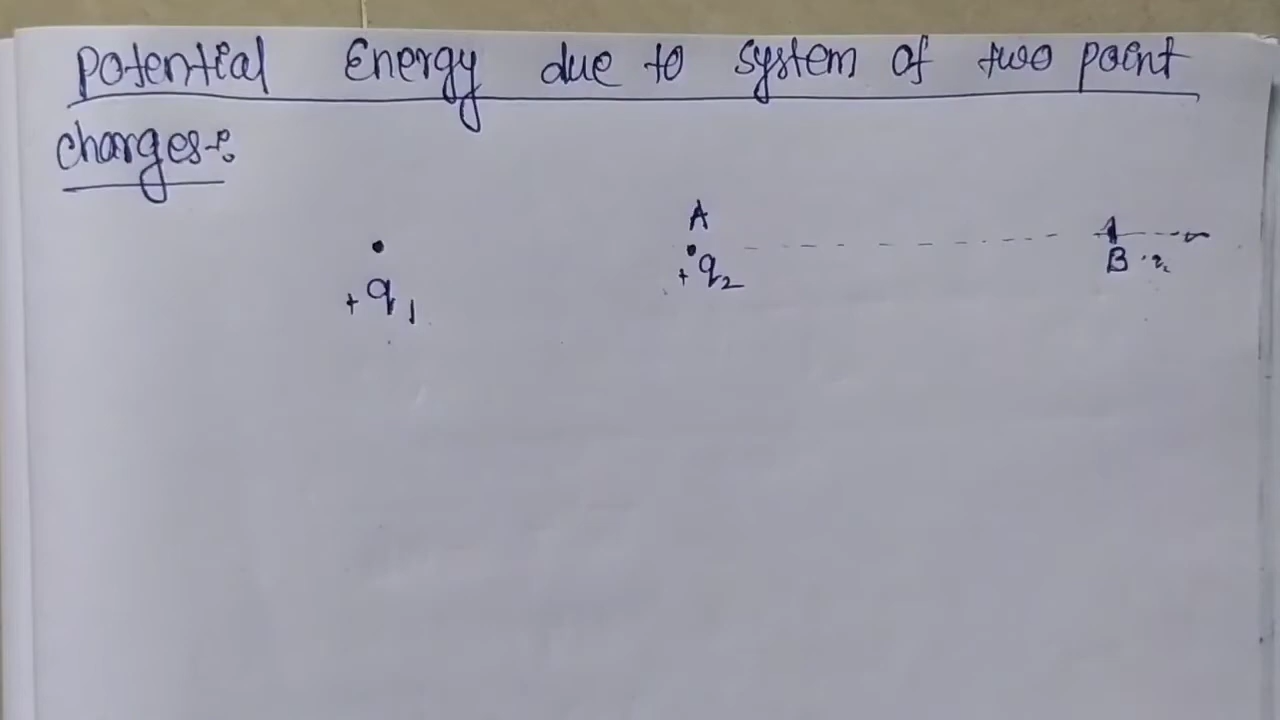 Potential Energy due to system of two point
charges:-
A
+q1 +q2
B